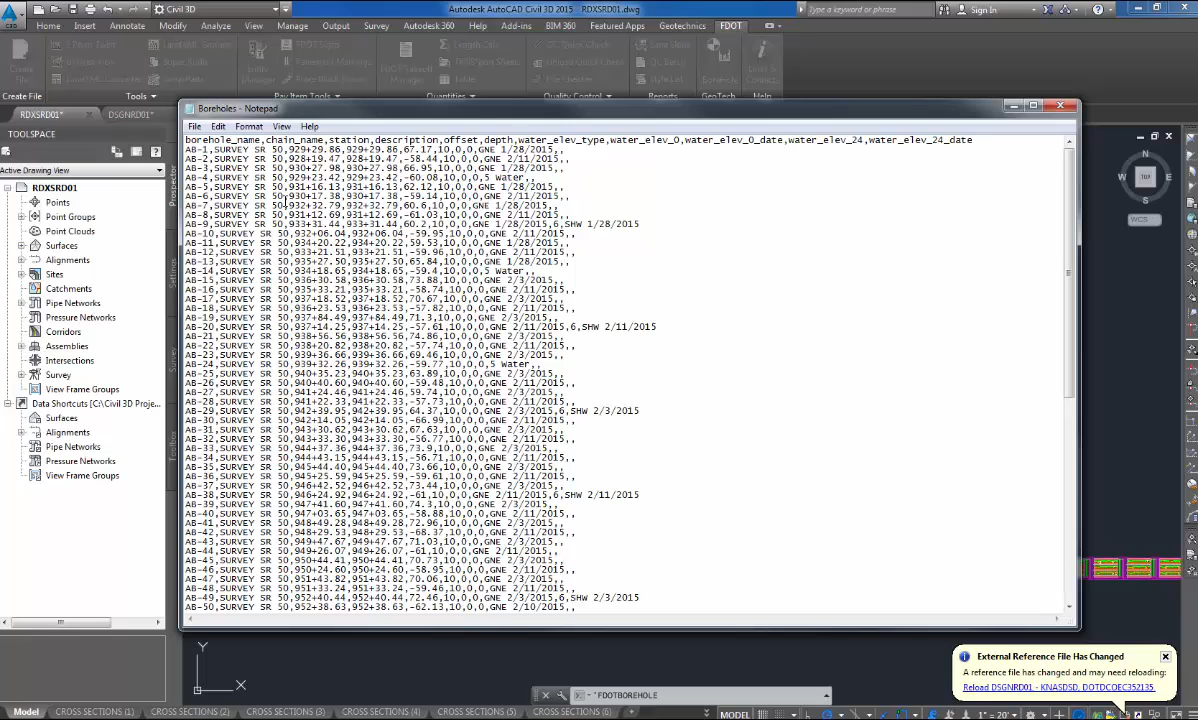 Autodesk AutoCAD Civil 3D 2015 - RDXSRD01.dwg
Civil 3D
Type a keyword or phrase
Sign In
Home Insert Annotate Modify Analyze View Manage Output Survey Autodesk 360 Help Add-ins BIM 360 Featured Apps Geotechnics FDOT
Create File
Tools
Pay Item Tools
Quantities
Quality Control
Reports
GeoTech
RDXSRD01*
DSGNRD01*
TOOLSPACE
Active Drawing View
RDXSRD01
Points
Point Groups
Point Clouds
Surfaces
Alignments
Sites
Catchments
Pipe Networks
Pressure Networks
Corridors
Assemblies
Intersections
Survey
View Frame Groups
Data Shortcuts [C:\Civil 3D Proje...
Surfaces
Alignments
Pipe Networks
Pressure Networks
View Frame Groups
Prospector
Settings
Survey
Toolbox
Boreholes - Notepad
File Edit Format View Help
borehole_name,chain_name,station,description,offset,depth,water_elev_type,water_elev_0,water_elev_0_date,water_elev_24,water_elev_24_date
AB-1,SURVEY SR 50,929+29.86,929+29.86,67.17,10,0,0,GNE 1/28/2015,,
AB-2,SURVEY SR 50,928+19.47,928+19.47,-58.44,10,0,0,GNE 2/11/2015,,
AB-3,SURVEY SR 50,929+27.98,929+27.98,66.95,10,0,0,GNE 1/28/2015,,
AB-4,SURVEY SR 50,929+23.42,929+23.42,-60.08,10,0,0,5 Water,,
AB-5,SURVEY SR 50,931+16.13,931+16.13,62.12,10,0,0,GNE 1/28/2015,,
AB-6,SURVEY SR 50,930+17.38,930+17.38,-59.14,10,0,0,GNE 2/11/2015,,
AB-7,SURVEY SR 50,932+32.79,932+32.79,60.6,10,0,0,GNE 1/28/2015,,
AB-8,SURVEY SR 50,931+12.69,931+12.69,-61.03,10,0,0,GNE 2/11/2015,,
AB-9,SURVEY SR 50,933+31.44,933+31.44,60.2,10,0,0,GNE 1/28/2015,6,SHW 1/28/2015
AB-10,SURVEY SR 50,932+06.04,932+06.04,-59.95,10,0,0,GNE 2/11/2015,,
AB-11,SURVEY SR 50,934+20.22,934+20.22,59.53,10,0,0,GNE 1/28/2015,,
AB-12,SURVEY SR 50,933+21.51,933+21.51,-59.96,10,0,0,GNE 2/11/2015,,
AB-13,SURVEY SR 50,935+27.50,935+27.50,65.84,10,0,0,GNE 1/28/2015,,
AB-14,SURVEY SR 50,934+18.65,934+18.65,-59.4,10,0,0,5 Water,,
AB-15,SURVEY SR 50,936+30.58,936+30.58,73.88,10,0,0,GNE 2/3/2015,,
AB-16,SURVEY SR 50,935+33.21,935+33.21,-58.74,10,0,0,GNE 2/11/2015,,
AB-17,SURVEY SR 50,937+18.52,937+18.52,70.67,10,0,0,GNE 2/3/2015,,
AB-18,SURVEY SR 50,936+23.53,936+23.53,-57.82,10,0,0,GNE 2/11/2015,,
AB-19,SURVEY SR 50,937+84.49,937+84.49,71.3,10,0,0,GNE 2/3/2015,,
AB-20,SURVEY SR 50,937+14.25,937+14.25,-57.61,10,0,0,GNE 2/11/2015,6,SHW 2/11/2015
AB-21,SURVEY SR 50,938+56.56,938+56.56,74.86,10,0,0,GNE 2/3/2015,,
AB-22,SURVEY SR 50,938+20.82,938+20.82,-57.74,10,0,0,GNE 2/11/2015,,
AB-23,SURVEY SR 50,939+36.66,939+36.66,69.46,10,0,0,GNE 2/3/2015,,
AB-24,SURVEY SR 50,939+32.26,939+32.26,-59.77,10,0,0,5 Water,,
AB-25,SURVEY SR 50,940+35.23,940+35.23,63.89,10,0,0,GNE 2/3/2015,,
AB-26,SURVEY SR 50,940+40.60,940+40.60,-59.48,10,0,0,GNE 2/11/2015,,
AB-27,SURVEY SR 50,941+24.46,941+24.46,59.74,10,0,0,GNE 2/3/2015,,
AB-28,SURVEY SR 50,941+22.33,941+22.33,-57.33,10,0,0,GNE 2/11/2015,,
AB-29,SURVEY SR 50,942+39.95,942+39.95,64.37,10,0,0,GNE 2/3/2015,6,SHW 2/3/2015
AB-30,SURVEY SR 50,942+14.05,942+14.05,-66.99,10,0,0,GNE 2/11/2015,,
AB-31,SURVEY SR 50,943+30.62,943+30.62,67.63,10,0,0,GNE 2/3/2015,,
AB-32,SURVEY SR 50,943+33.30,943+33.30,-56.77,10,0,0,GNE 2/11/2015,,
AB-33,SURVEY SR 50,944+37.36,944+37.36,73.9,10,0,0,GNE 2/3/2015,,
AB-34,SURVEY SR 50,944+43.15,944+43.15,-56.71,10,0,0,GNE 2/11/2015,,
AB-35,SURVEY SR 50,945+44.40,945+44.40,73.66,10,0,0,GNE 2/3/2015,,
AB-36,SURVEY SR 50,945+25.59,945+25.59,-59.61,10,0,0,GNE 2/11/2015,,
AB-37,SURVEY SR 50,946+42.52,946+42.52,73.44,10,0,0,GNE 2/3/2015,,
AB-38,SURVEY SR 50,946+24.92,946+24.92,-61,10,0,0,GNE 2/11/2015,6,SHW 2/11/2015
AB-39,SURVEY SR 50,947+41.60,947+41.60,74.3,10,0,0,GNE 2/3/2015,,
AB-40,SURVEY SR 50,947+03.65,947+03.65,-58.88,10,0,0,GNE 2/11/2015,,
AB-41,SURVEY SR 50,948+49.28,948+49.28,72.96,10,0,0,GNE 2/3/2015,,
AB-42,SURVEY SR 50,948+29.53,948+29.53,-68.37,10,0,0,GNE 2/11/2015,,
AB-43,SURVEY SR 50,949+47.67,949+47.67,71.03,10,0,0,GNE 2/3/2015,,
AB-44,SURVEY SR 50,949+26.07,949+26.07,-61,10,0,0,GNE 2/11/2015,,
AB-45,SURVEY SR 50,950+44.41,950+44.41,70.73,10,0,0,GNE 2/3/2015,,
AB-46,SURVEY SR 50,950+24.60,950+24.60,-58.95,10,0,0,GNE 2/11/2015,,
AB-47,SURVEY SR 50,951+43.82,951+43.82,70.06,10,0,0,GNE 2/3/2015,,
AB-48,SURVEY SR 50,951+33.24,951+33.24,-59.46,10,0,0,GNE 2/11/2015,,
AB-49,SURVEY SR 50,952+40.44,952+40.44,72.46,10,0,0,GNE 2/3/2015,6,SHW 2/3/2015
AB-50,SURVEY SR 50,952+38.63,952+38.63,-62.13,10,0,0,GNE 2/10/2015,,
N
W
TOP
E
S
WCS
Y
X
External Reference File Has Changed
A reference file has changed and may need reloading:
Reload DSGNRD01 - KNASDSD, DOTDCOEC352135
'FDOTBOREHOLE
Model CROSS SECTIONS (1) CROSS SECTIONS (2) CROSS SECTIONS (3) CROSS SECTIONS (4) CROSS SECTIONS (5) CROSS SECTIONS (6)
MODEL
1" = 20'